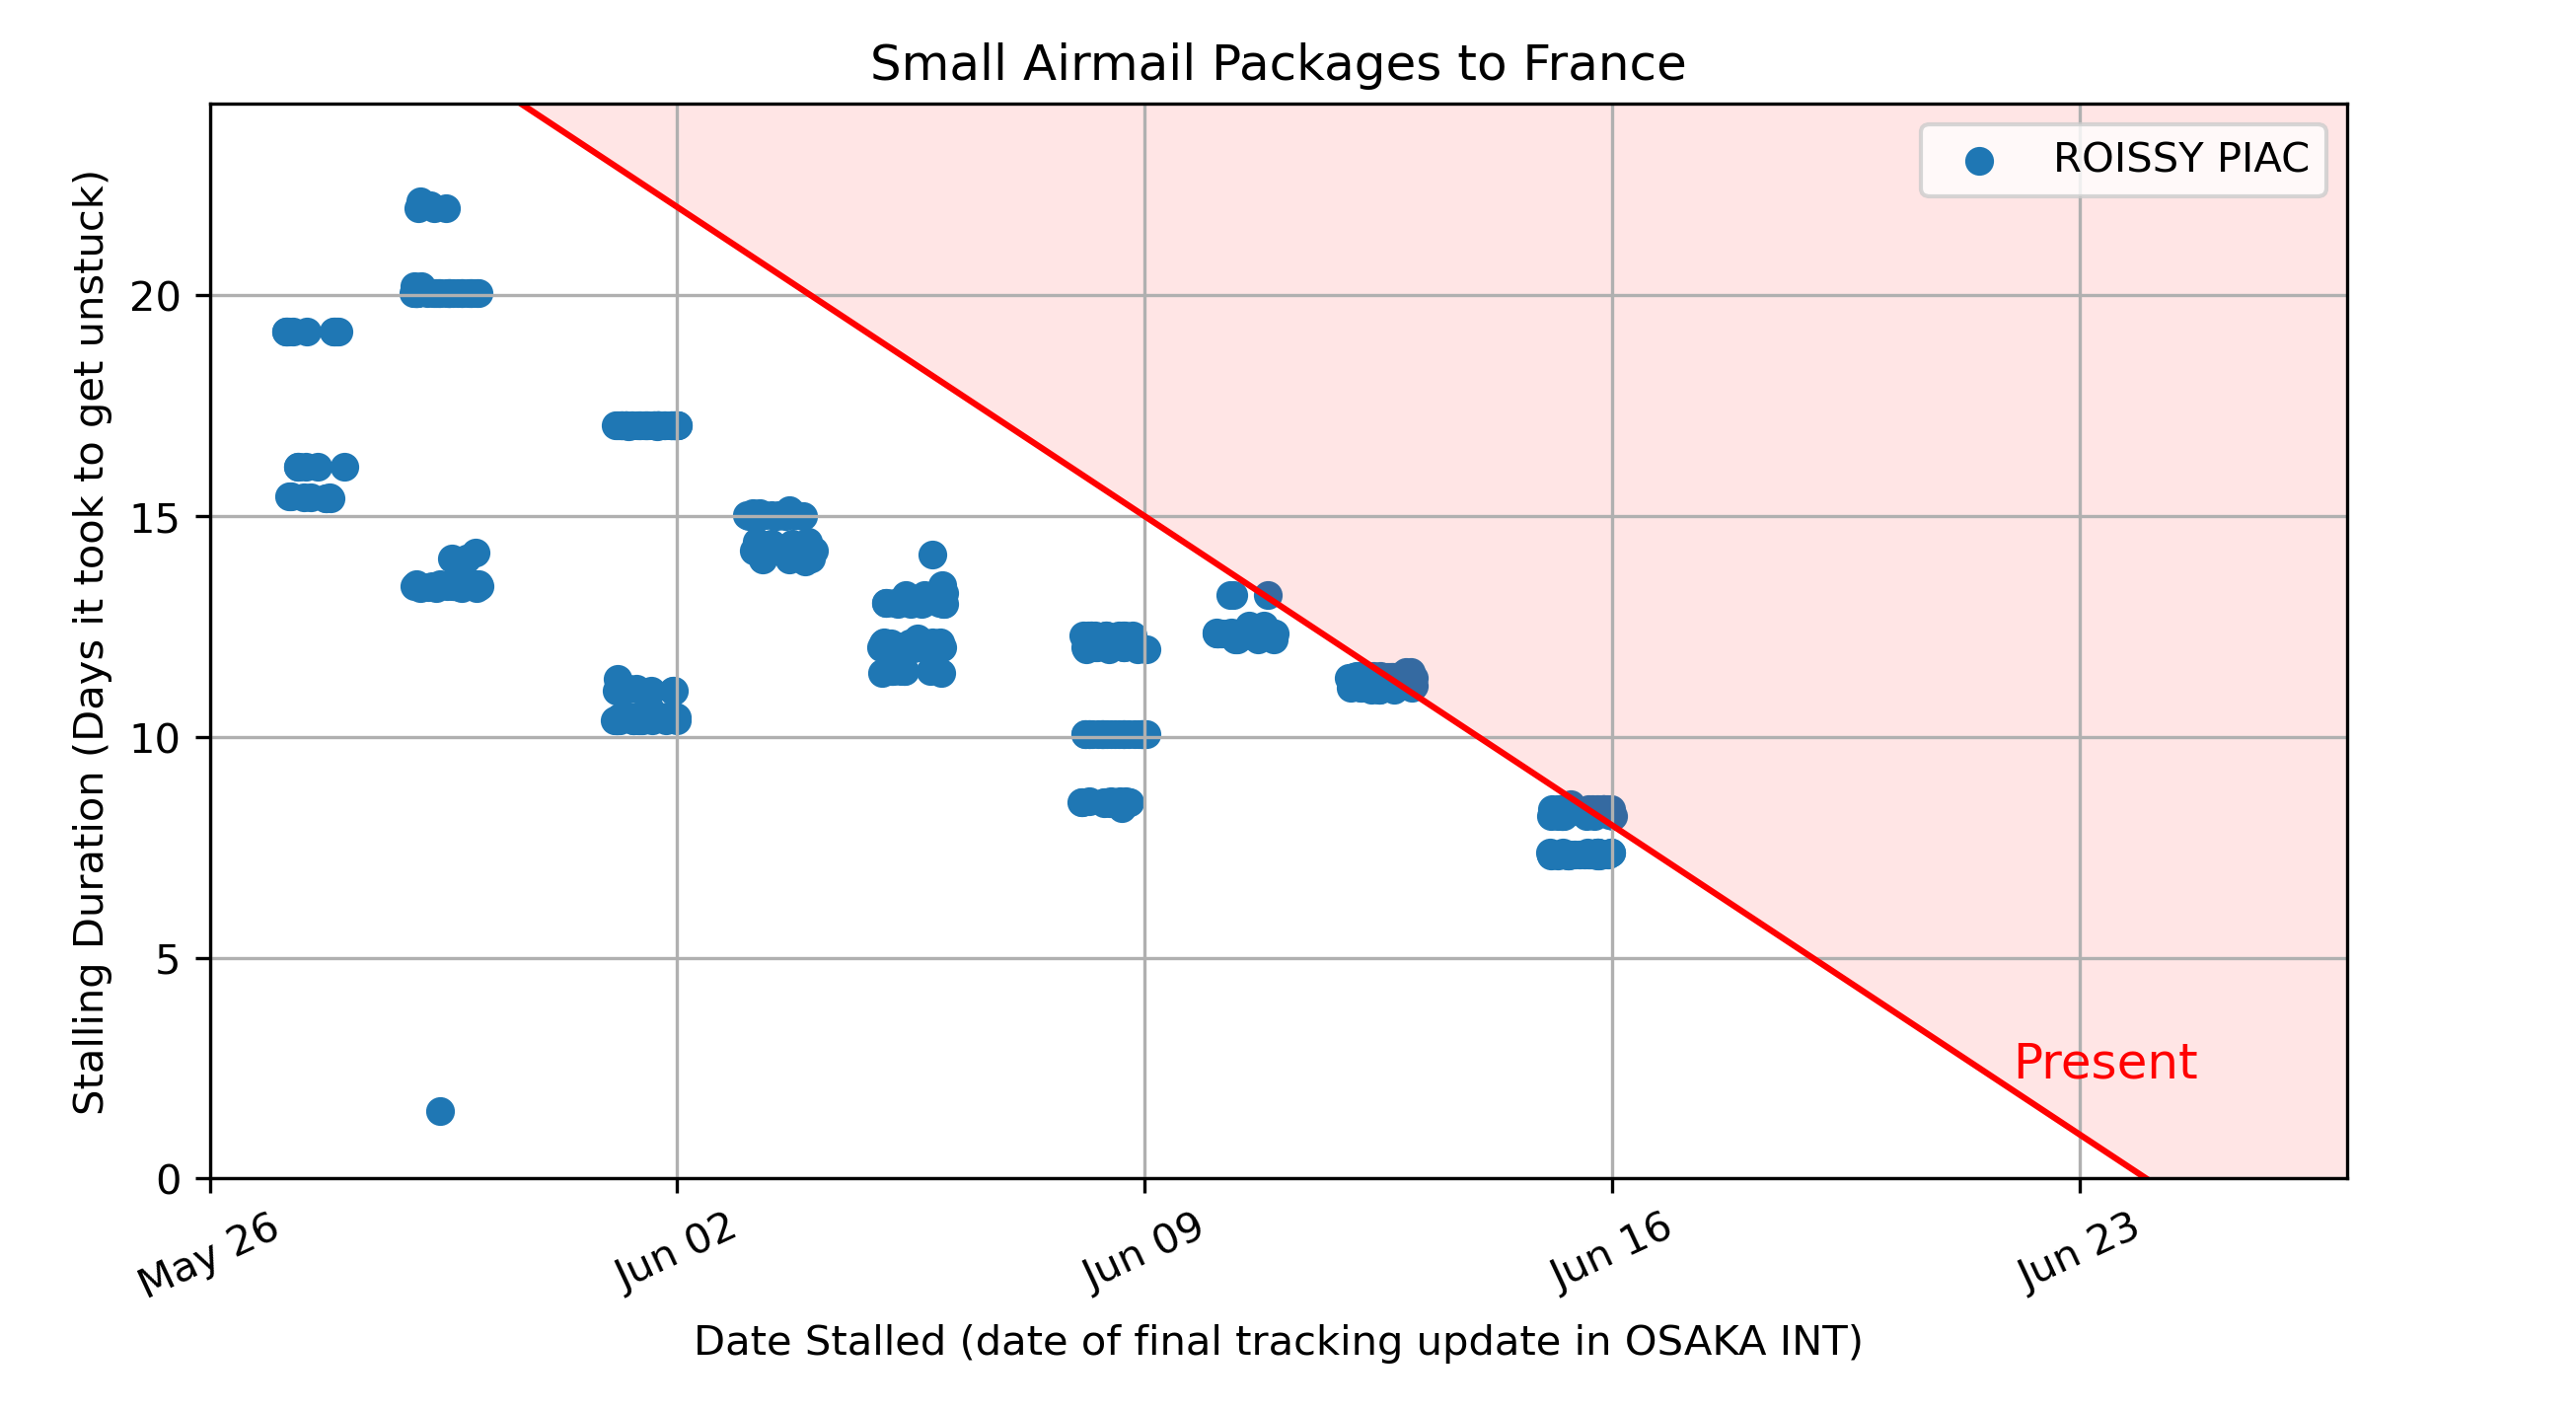 Small Airmail Packages to France
ROISSY PIAC
Stalling Duration (Days it took to get unstuck)
20
15
10
5
0
Present
May 26
Jun 02
Jun 09
Jun 16
Jun 23
Date Stalled (date of final tracking update in OSAKA INT)